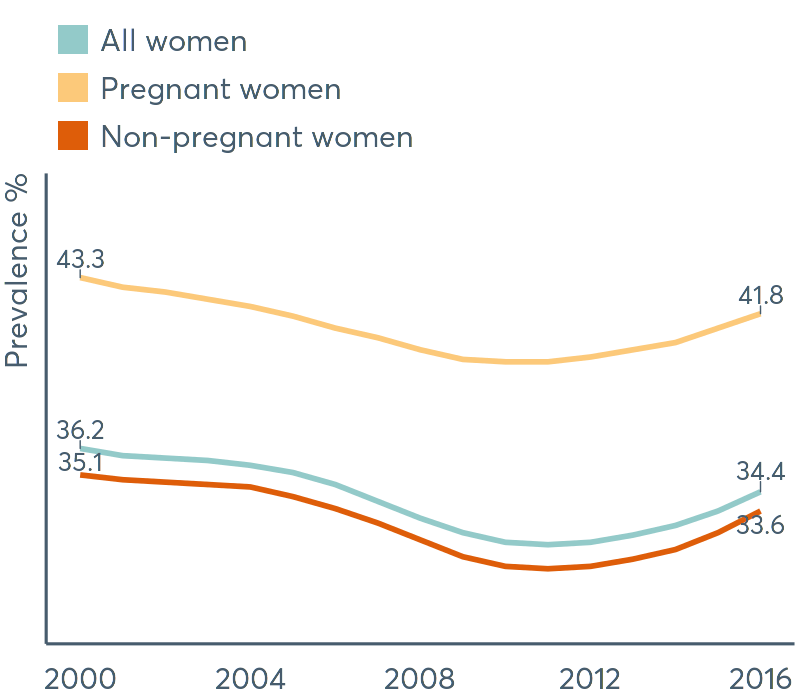 All women
Pregnant women
Non-pregnant women
Prevalence %
43.3
41.8
36.2
35.1
34.4
33.6
2000 2004 2008 2012 2016